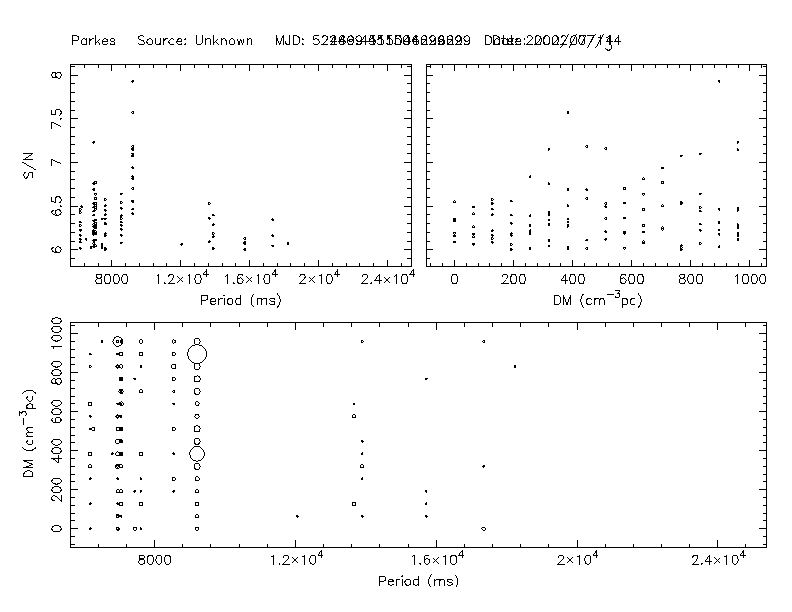 Parkes Source: Unknown MJD: Date:
8
7.5
7
6.5
6
S/N
8000 1.2×10⁴ 1.6×10⁴ 2×10⁴ 2.4×10⁴
Period (ms)
0 200 400 600 800 1000
DM (cm⁻³pc)
1000
800
600
400
200
0
DM (cm⁻³pc)
8000 1.2×10⁴ 1.6×10⁴ 2×10⁴ 2.4×10⁴
Period (ms)